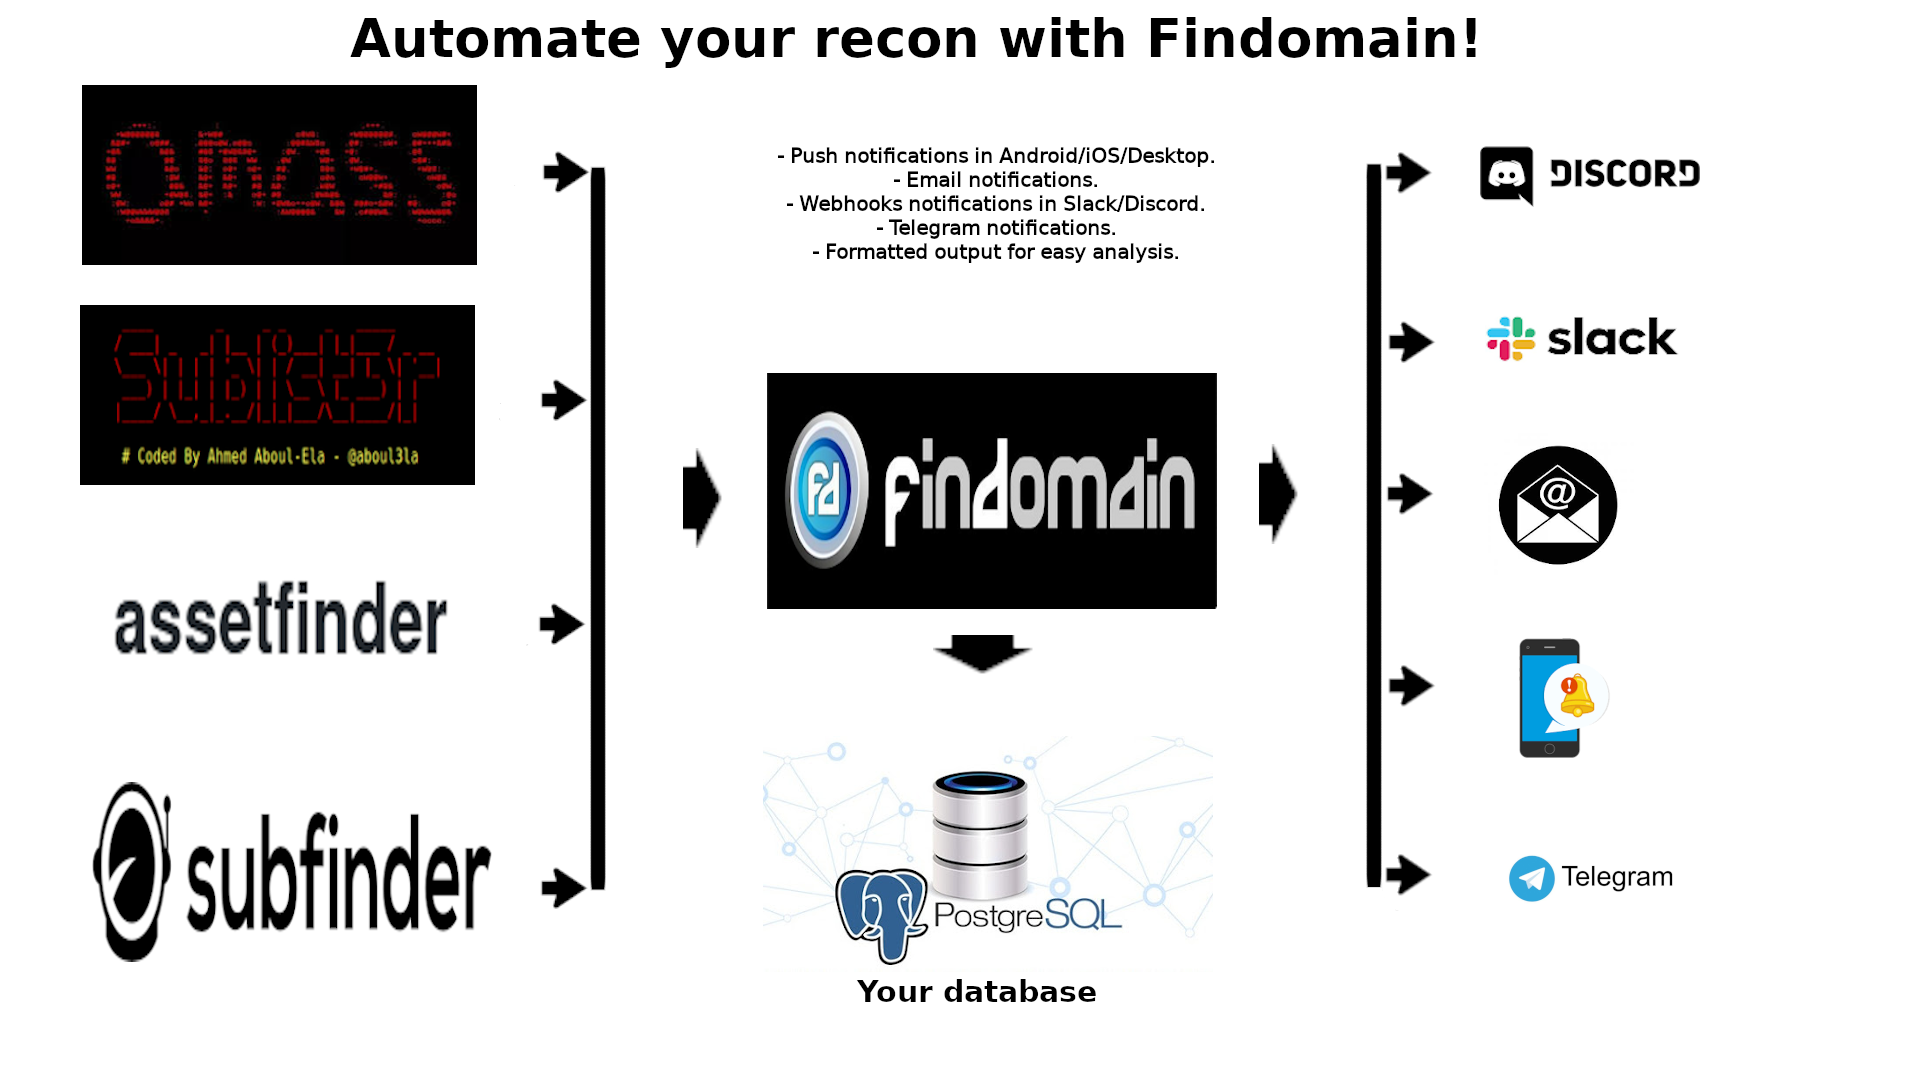 Automate your recon with Findomain!
amass
Sublist3r
# Coded By Ahmed Aboul-Ela - @aboul3la
assetfinder
subfinder
- Push notifications in Android/iOS/Desktop.
- Email notifications.
- Webhooks notifications in Slack/Discord.
- Telegram notifications.
- Formatted output for easy analysis.
fd findomain
PostgreSQL
Your database
DISCORD
slack
@
!
Telegram